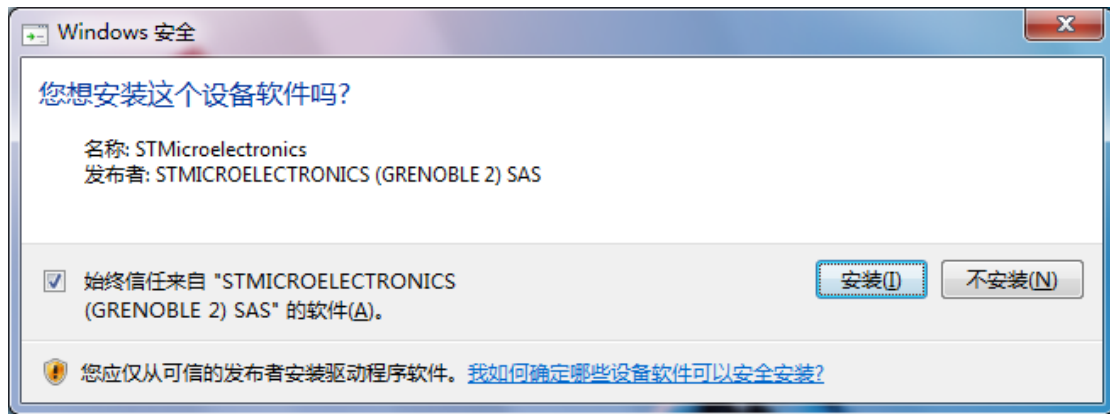 Windows 安全
您想安装这个设备软件吗?
名称: STMicroelectronics
发布者: STMICROELECTRONICS (GRENOBLE 2) SAS
始终信任来自 "STMICROELECTRONICS
(GRENOBLE 2) SAS" 的软件(A)。
安装(I)
不安装(N)
您应仅从可信的发布者安装驱动程序软件。我如何确定哪些设备软件可以安全安装?